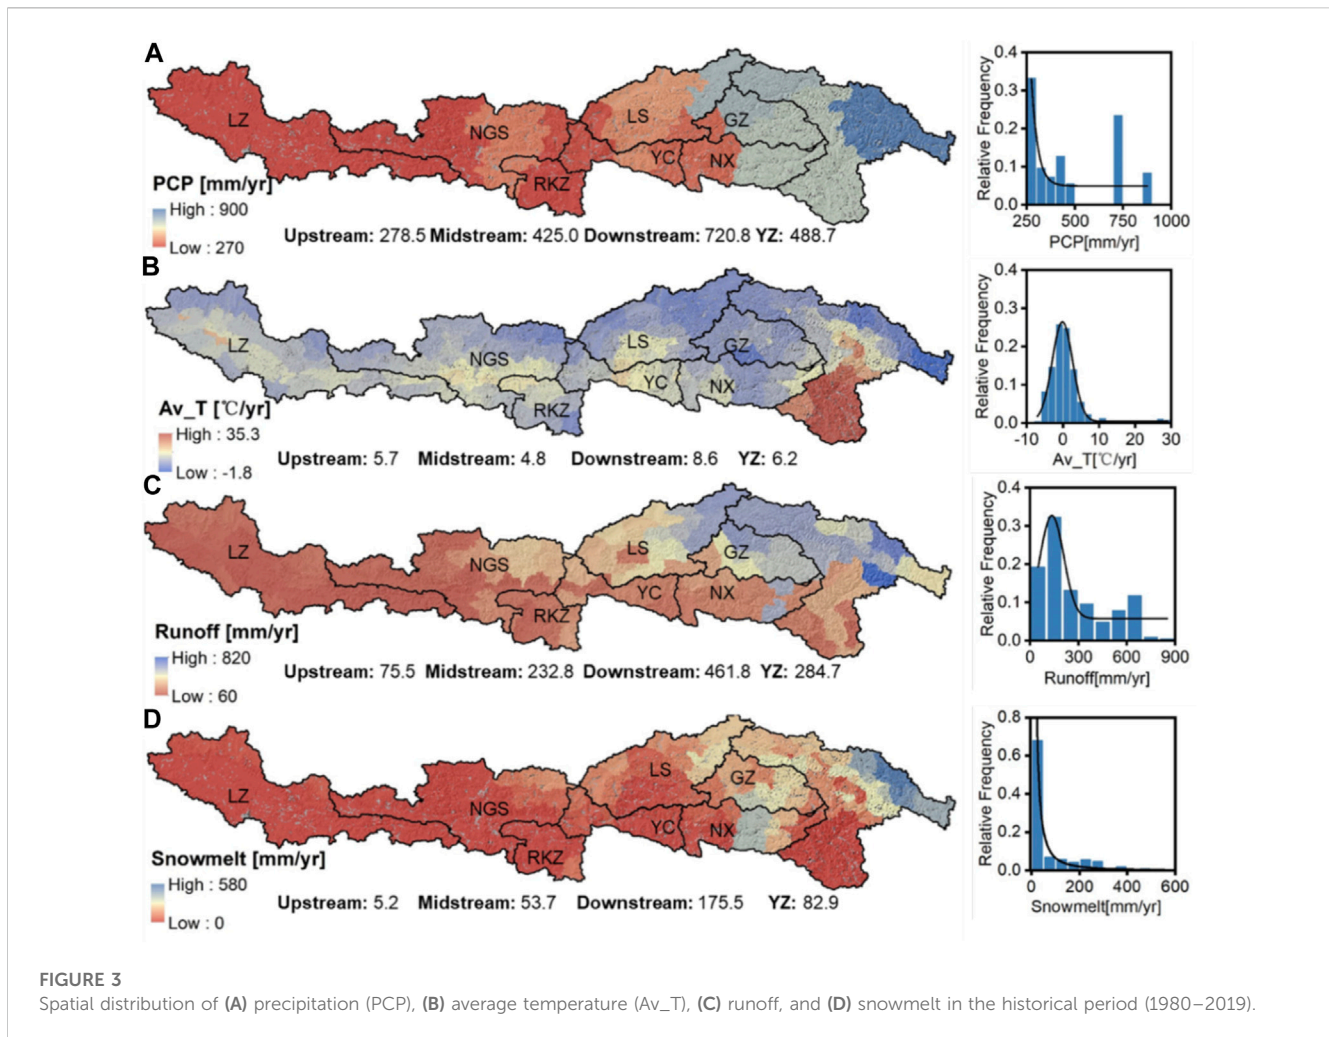 A
LZ
NGS
RKZ
LS
YC
NX
GZ
PCP [mm/yr]
High : 900
Low : 270
Upstream: 278.5 Midstream: 425.0 Downstream: 720.8 YZ: 488.7
Relative Frequency
0.4
0.3
0.2
0.1
0.0
250 500 750 1000
PCP[mm/yr]
B
LZ
NGS
RKZ
LS
YC
NX
GZ
Av_T [℃/yr]
High : 35.3
Low : -1.8
Upstream: 5.7 Midstream: 4.8 Downstream: 8.6 YZ: 6.2
Relative Frequency
0.4
0.3
0.2
0.1
0.0
-10 0 10 20 30
Av_T[℃/yr]
C
LZ
NGS
RKZ
LS
YC
NX
GZ
Runoff [mm/yr]
High : 820
Low : 60
Upstream: 75.5 Midstream: 232.8 Downstream: 461.8 YZ: 284.7
Relative Frequency
0.4
0.3
0.2
0.1
0.0
0 300 600 900
Runoff[mm/yr]
D
LZ
NGS
RKZ
LS
YC
NX
GZ
Snowmelt [mm/yr]
High : 580
Low : 0
Upstream: 5.2 Midstream: 53.7 Downstream: 175.5 YZ: 82.9
Relative Frequency
0.8
0.6
0.4
0.2
0.0
0 200 400 600
Snowmelt[mm/yr]
FIGURE 3
Spatial distribution of (A) precipitation (PCP), (B) average temperature (Av_T), (C) runoff, and (D) snowmelt in the historical period (1980–2019).